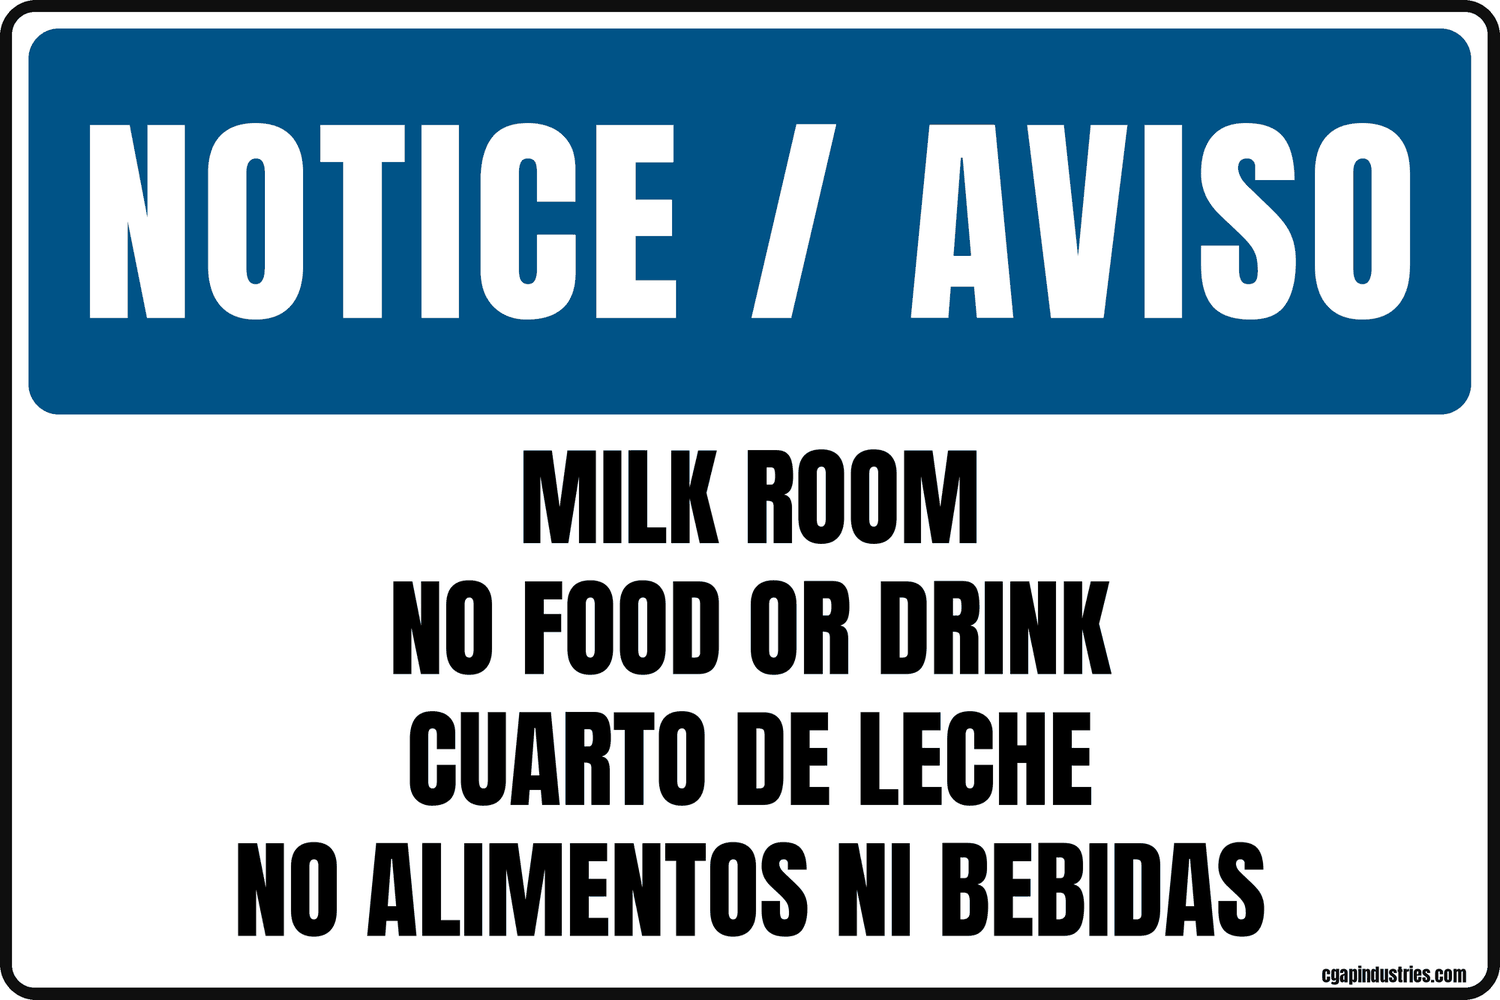 NOTICE / AVISO
MILK ROOM
NO FOOD OR DRINK
CUARTO DE LECHE
NO ALIMENTOS NI BEBIDAS
cgapindustries.com